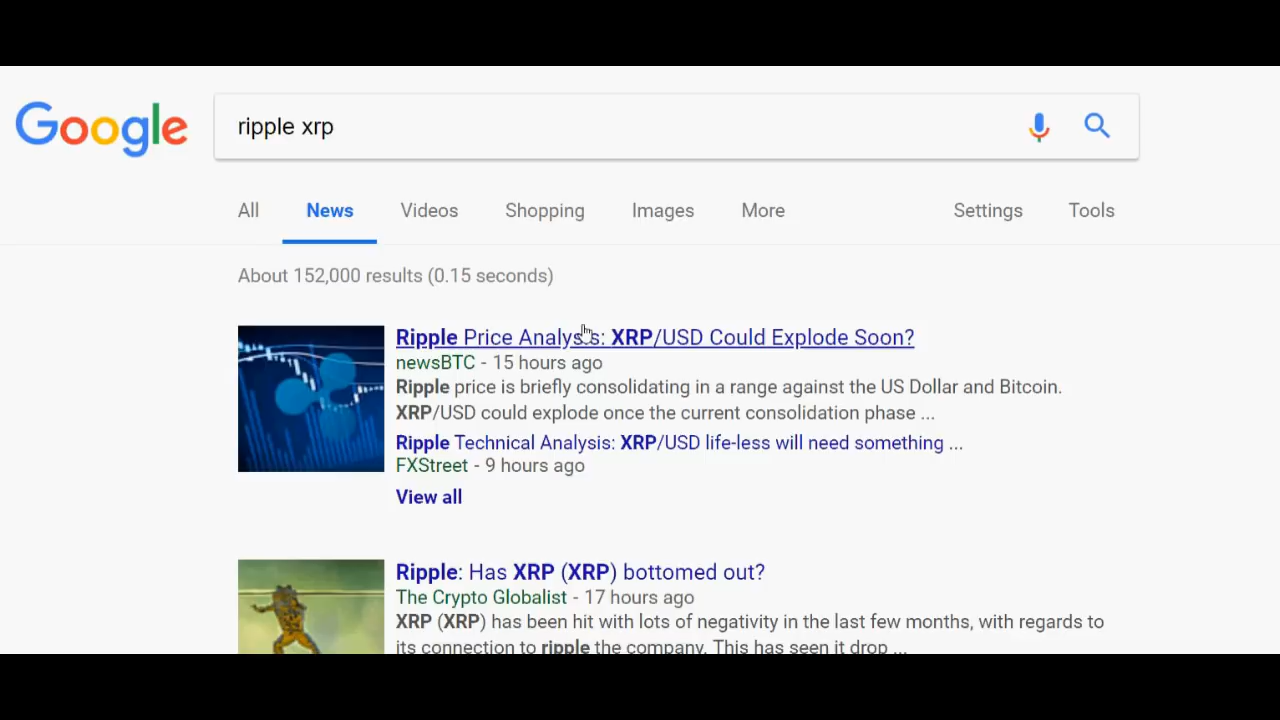 Google
ripple xrp
All News Videos Shopping Images More Settings Tools
About 152,000 results (0.15 seconds)
Ripple Price Analysis: XRP/USD Could Explode Soon?
newsBTC - 15 hours ago
Ripple price is briefly consolidating in a range against the US Dollar and Bitcoin.
XRP/USD could explode once the current consolidation phase ...
Ripple Technical Analysis: XRP/USD life-less will need something ...
FXStreet - 9 hours ago
View all
Ripple: Has XRP (XRP) bottomed out?
The Crypto Globalist - 17 hours ago
XRP (XRP) has been hit with lots of negativity in the last few months, with regards to
its connection to ripple the company. This has seen it drop ...